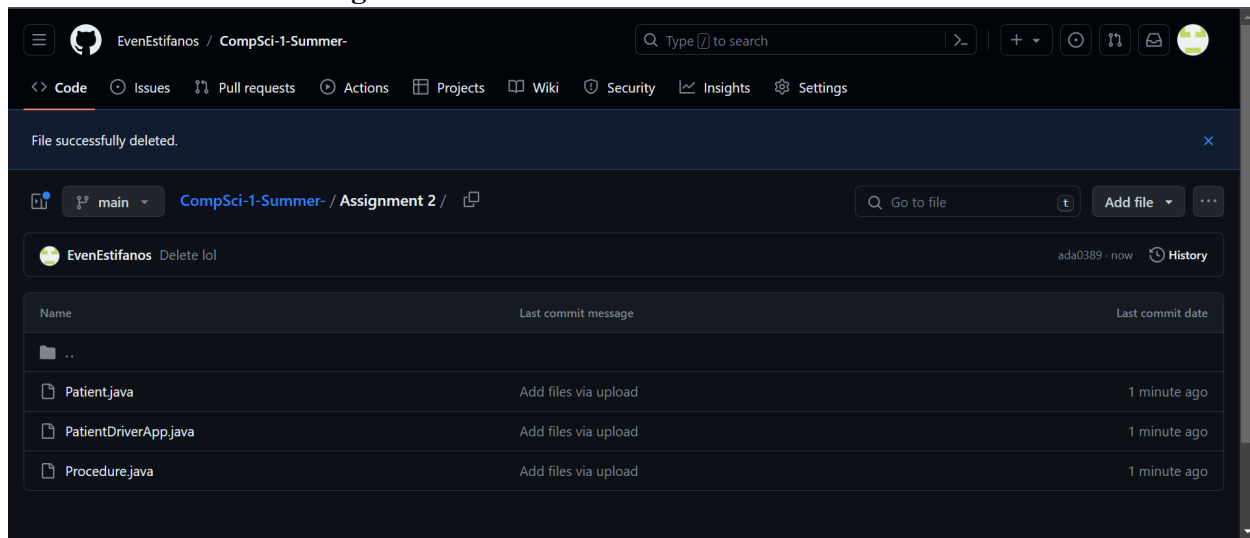 EvenEstifanos / CompSci-1-Summer-
Type / to search
<> Code Issues Pull requests Actions Projects Wiki Security Insights Settings
File successfully deleted.
main CompSci-1-Summer- / Assignment 2 /
Go to file t Add file
EvenEstifanos Delete lol ada0389 · now History
Name Last commit message Last commit date
..
Patient.java Add files via upload 1 minute ago
PatientDriverApp.java Add files via upload 1 minute ago
Procedure.java Add files via upload 1 minute ago